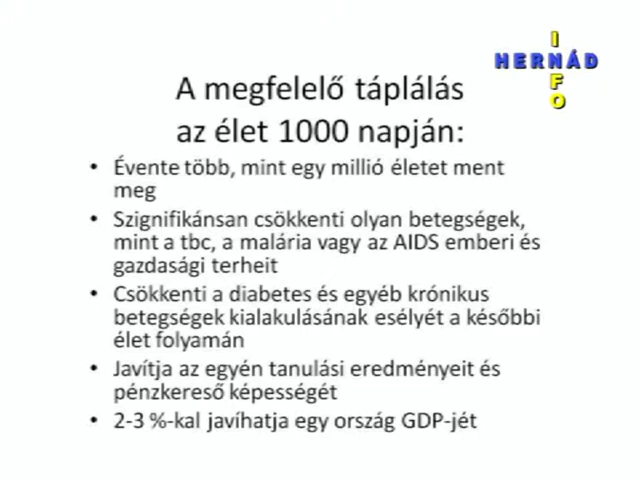 I
HERNÁD
F
O
A megfelelő táplálás
az élet 1000 napján:
• Évente több, mint egy millió életet ment
meg
• Szignifikánsan csökkenti olyan betegségek,
mint a tbc, a malária vagy az AIDS emberi és
gazdasági terheit
• Csökkenti a diabetes és egyéb krónikus
betegségek kialakulásának esélyét a későbbi
élet folyamán
• Javítja az egyén tanulási eredményeit és
pénzkereső képességét
• 2-3 %-kal javíhatja egy ország GDP-jét